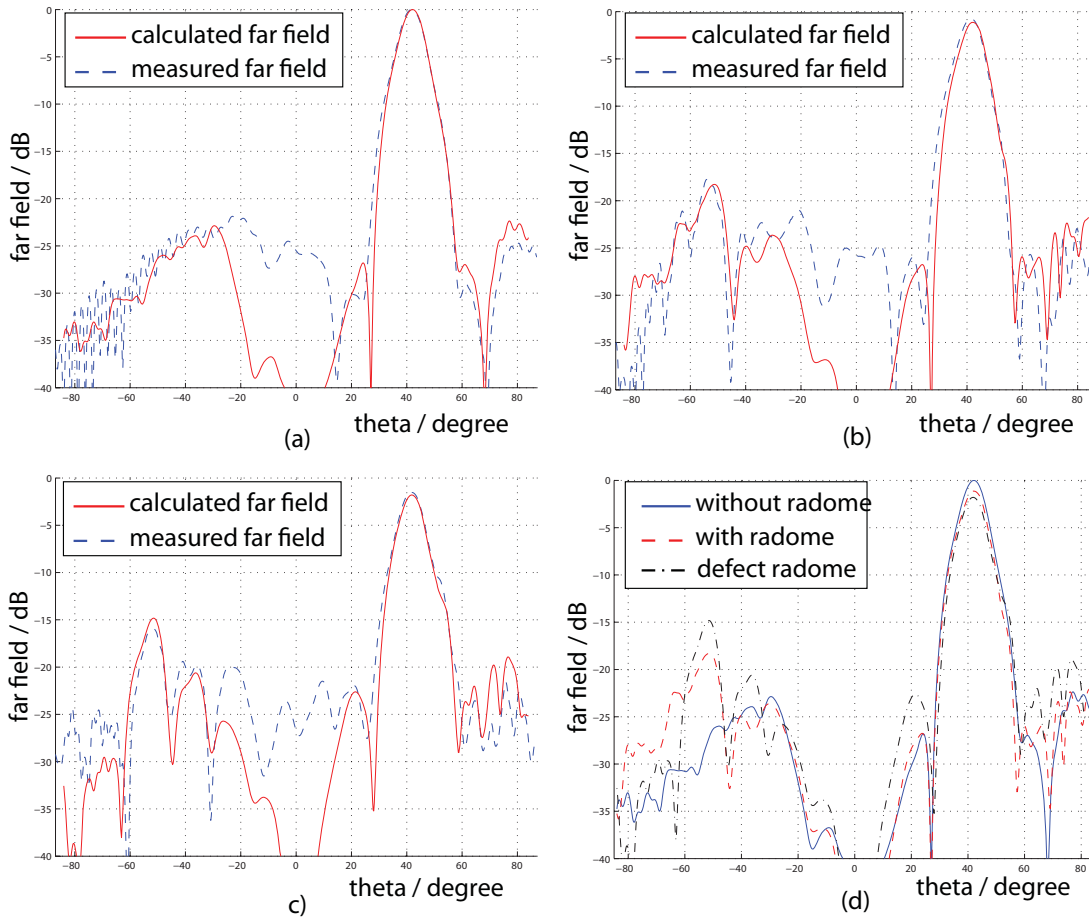 calculated far field
measured far field
0
−5
−10
−15
−20
−25
−30
−35
−40
far field / dB
−80 −60 −40 −20 0 20 40 60 80
theta / degree
(a)
calculated far field
measured far field
0
−5
−10
−15
−20
−25
−30
−35
−40
far field / dB
−80 −60 −40 −20 0 20 40 60 80
theta / degree
(b)
calculated far field
measured far field
0
−5
−10
−15
−20
−25
−30
−35
−40
far field / dB
−80 −60 −40 −20 0 20 40 60 80
theta / degree
c)
without radome
with radome
defect radome
0
−5
−10
−15
−20
−25
−30
−35
−40
far field / dB
−80 −60 −40 −20 0 20 40 60 80
theta / degree
(d)